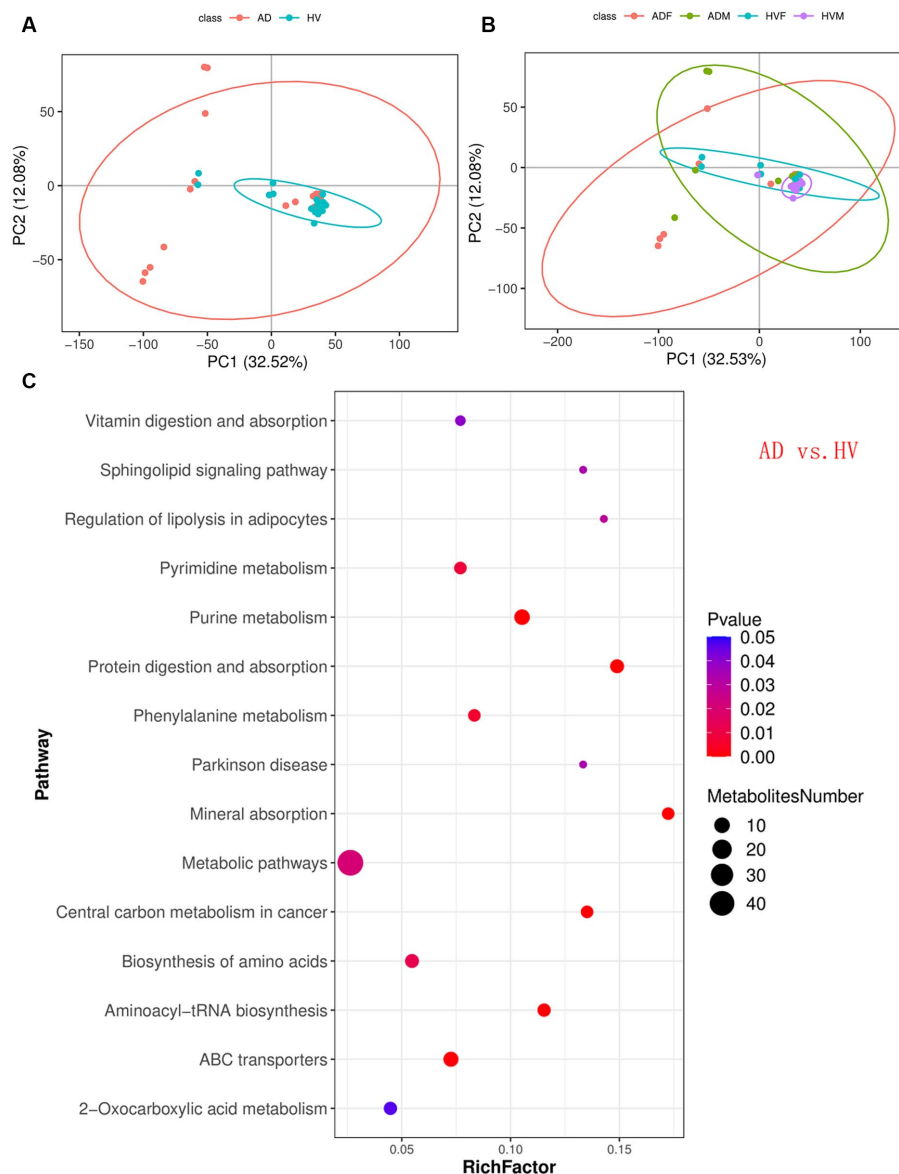 A
class AD HV
50
0
−50
PC2 (12.08%)
−150 −100 −50 0 50 100
PC1 (32.52%)
B
class ADF ADM HVF HVM
50
0
−50
−100
PC2 (12.08%)
−200 −100 0 100
PC1 (32.53%)
C
AD vs.HV
Pathway
Vitamin digestion and absorption
Sphingolipid signaling pathway
Regulation of lipolysis in adipocytes
Pyrimidine metabolism
Purine metabolism
Protein digestion and absorption
Phenylalanine metabolism
Parkinson disease
Mineral absorption
Metabolic pathways
Central carbon metabolism in cancer
Biosynthesis of amino acids
Aminoacyl−tRNA biosynthesis
ABC transporters
2−Oxocarboxylic acid metabolism
0.05 0.10 0.15
RichFactor
Pvalue
0.05
0.04
0.03
0.02
0.01
0.00
MetabolitesNumber
10
20
30
40